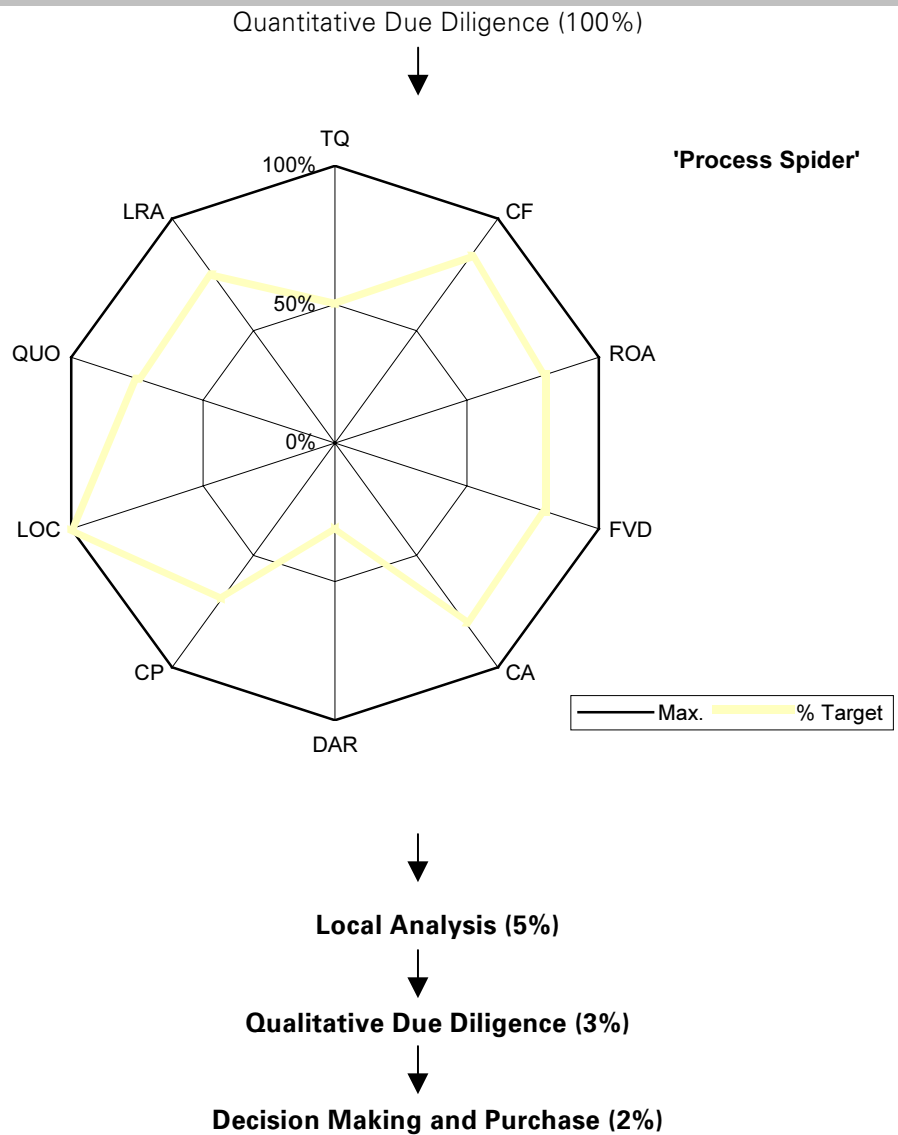 Quantitative Due Diligence (100%)
TQ
100%
'Process Spider'
LRA
CF
50%
QUO
ROA
0%
LOC
FVD
CP
CA
Max.
% Target
DAR
Local Analysis (5%)
Qualitative Due Diligence (3%)
Decision Making and Purchase (2%)